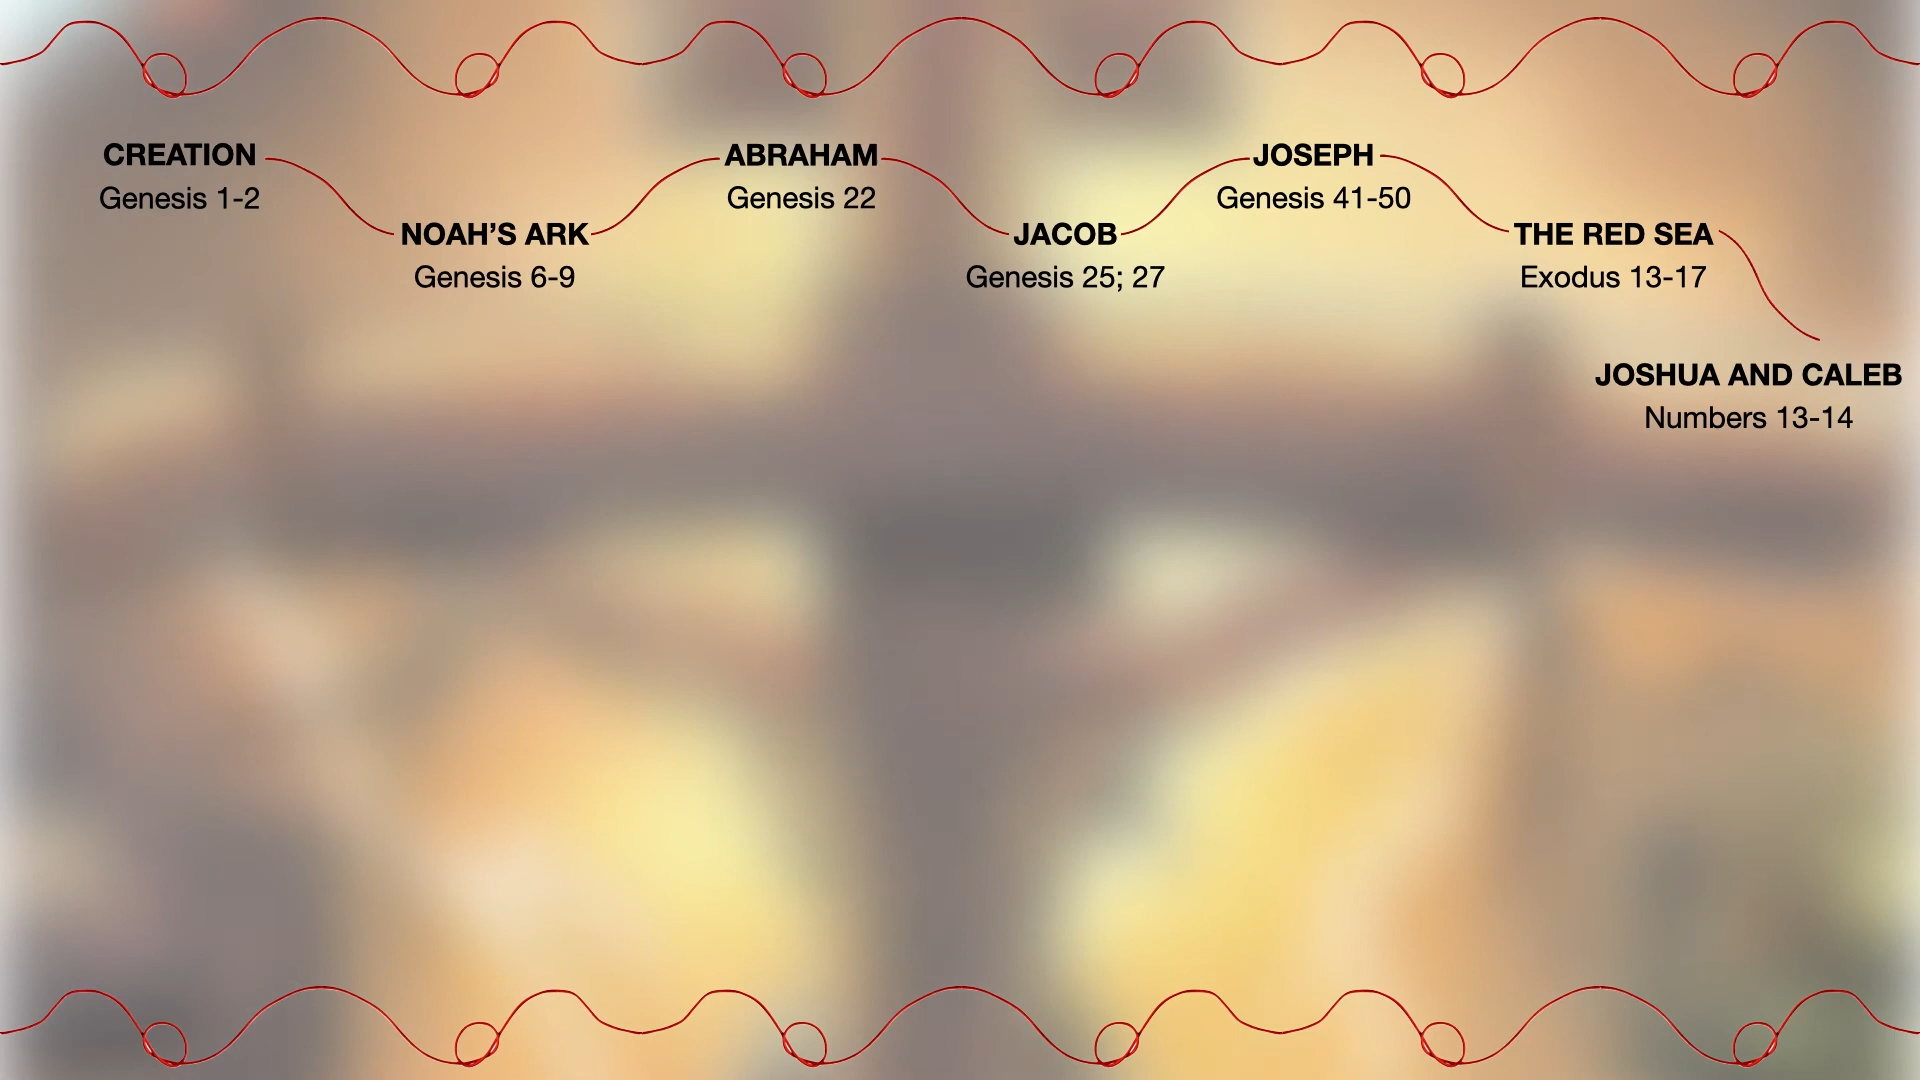 CREATION
Genesis 1-2
NOAH’S ARK
Genesis 6-9
ABRAHAM
Genesis 22
JACOB
Genesis 25; 27
JOSEPH
Genesis 41-50
THE RED SEA
Exodus 13-17
JOSHUA AND CALEB
Numbers 13-14